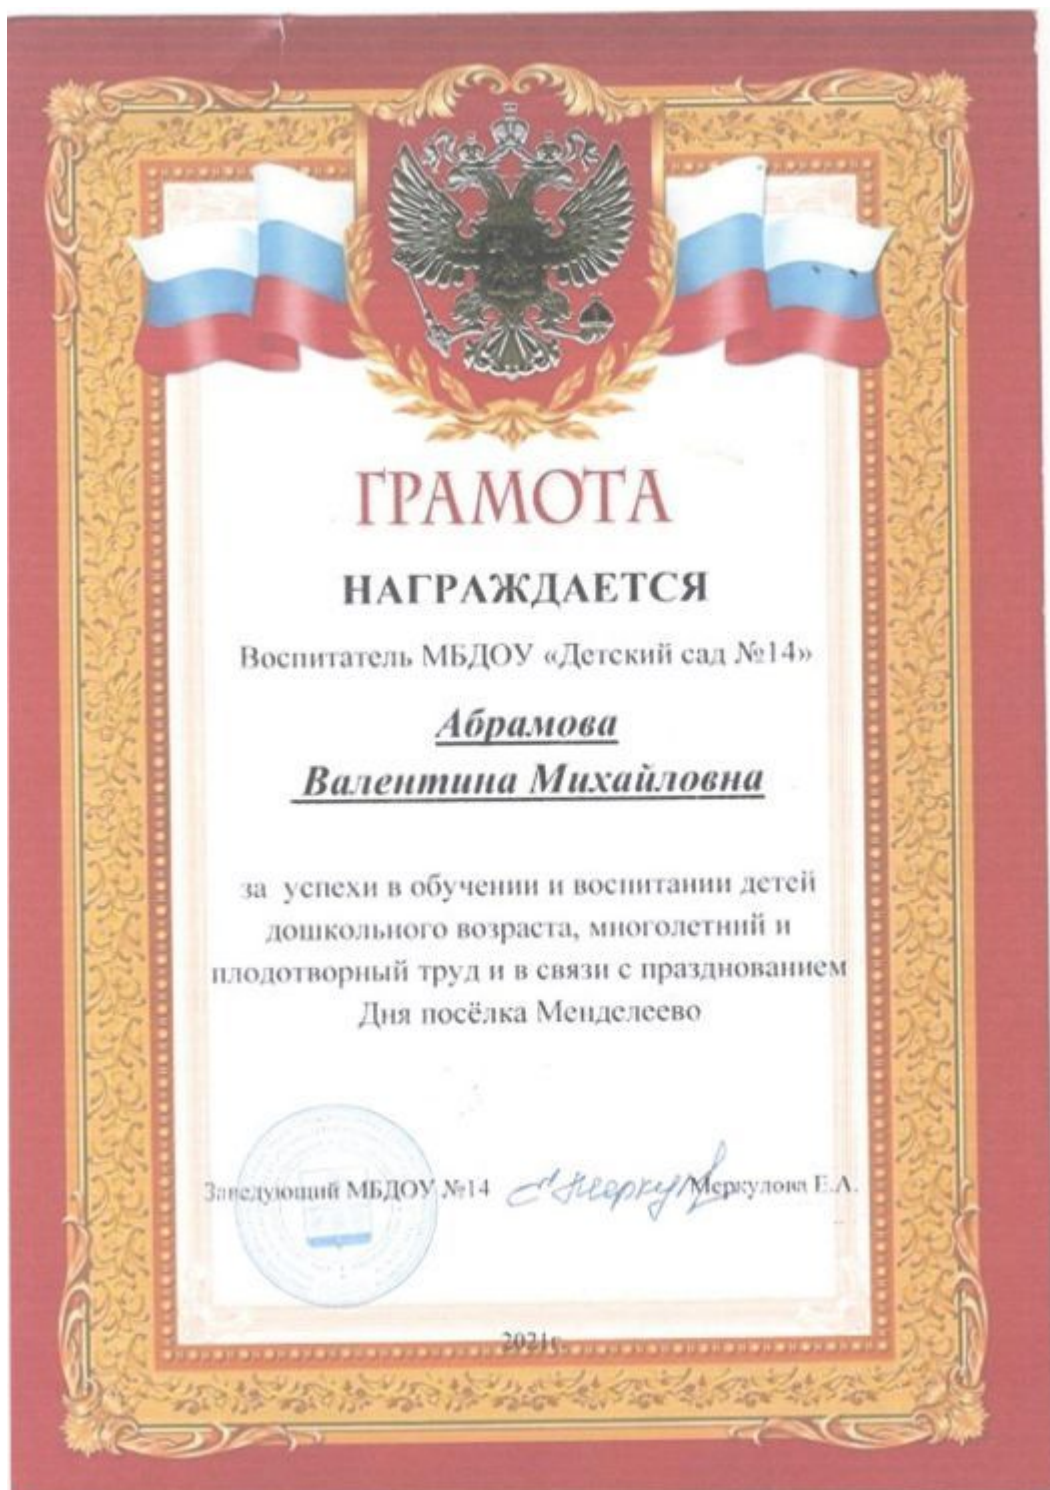 ГРАМОТА
НАГРАЖДАЕТСЯ
Воспитатель МБДОУ «Детский сад №14»
Абрамова
Валентина Михайловна
за успехи в обучении и воспитании детей
дошкольного возраста, многолетний и
плодотворный труд и в связи с празднованием
Дня посёлка Менделеево
Заведующий МБДОУ №14 Меркулова Е.А.
2021г.